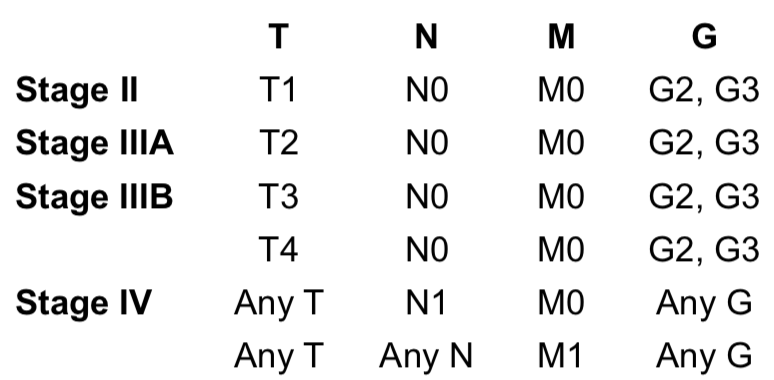 T N M G
Stage II T1 N0 M0 G2, G3
Stage IIIA T2 N0 M0 G2, G3
Stage IIIB T3 N0 M0 G2, G3
T4 N0 M0 G2, G3
Stage IV Any T N1 M0 Any G
Any T Any N M1 Any G